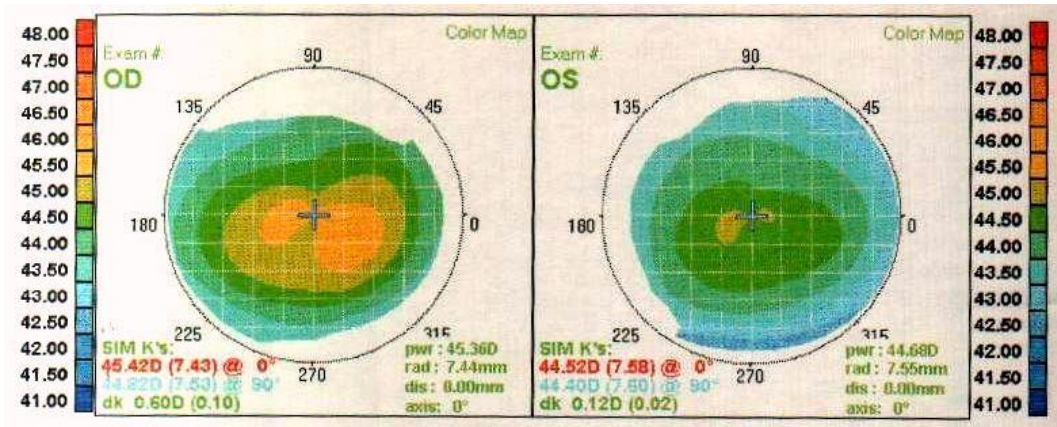 48.00
47.50
47.00
46.50
46.00
45.50
45.00
44.50
44.00
43.50
43.00
42.50
42.00
41.50
41.00
Color Map
Exam #:
OD
90
135
45
180
0
225
315
270
SIM K's:
45.42D (7.43) @ 0°
44.82D (7.53) @ 90°
dk 0.60D (0.10)
pwr : 45.36D
rad : 7.44mm
dis : 0.00mm
axis: 0°
Color Map
Exam #:
OS
90
135
45
180
0
225
315
270
SIM K's:
44.52D (7.58) @ 0°
44.40D (7.60) @ 90°
dk 0.12D (0.02)
pwr : 44.68D
rad : 7.55mm
dis : 0.00mm
axis: 0°
48.00
47.50
47.00
46.50
46.00
45.50
45.00
44.50
44.00
43.50
43.00
42.50
42.00
41.50
41.00